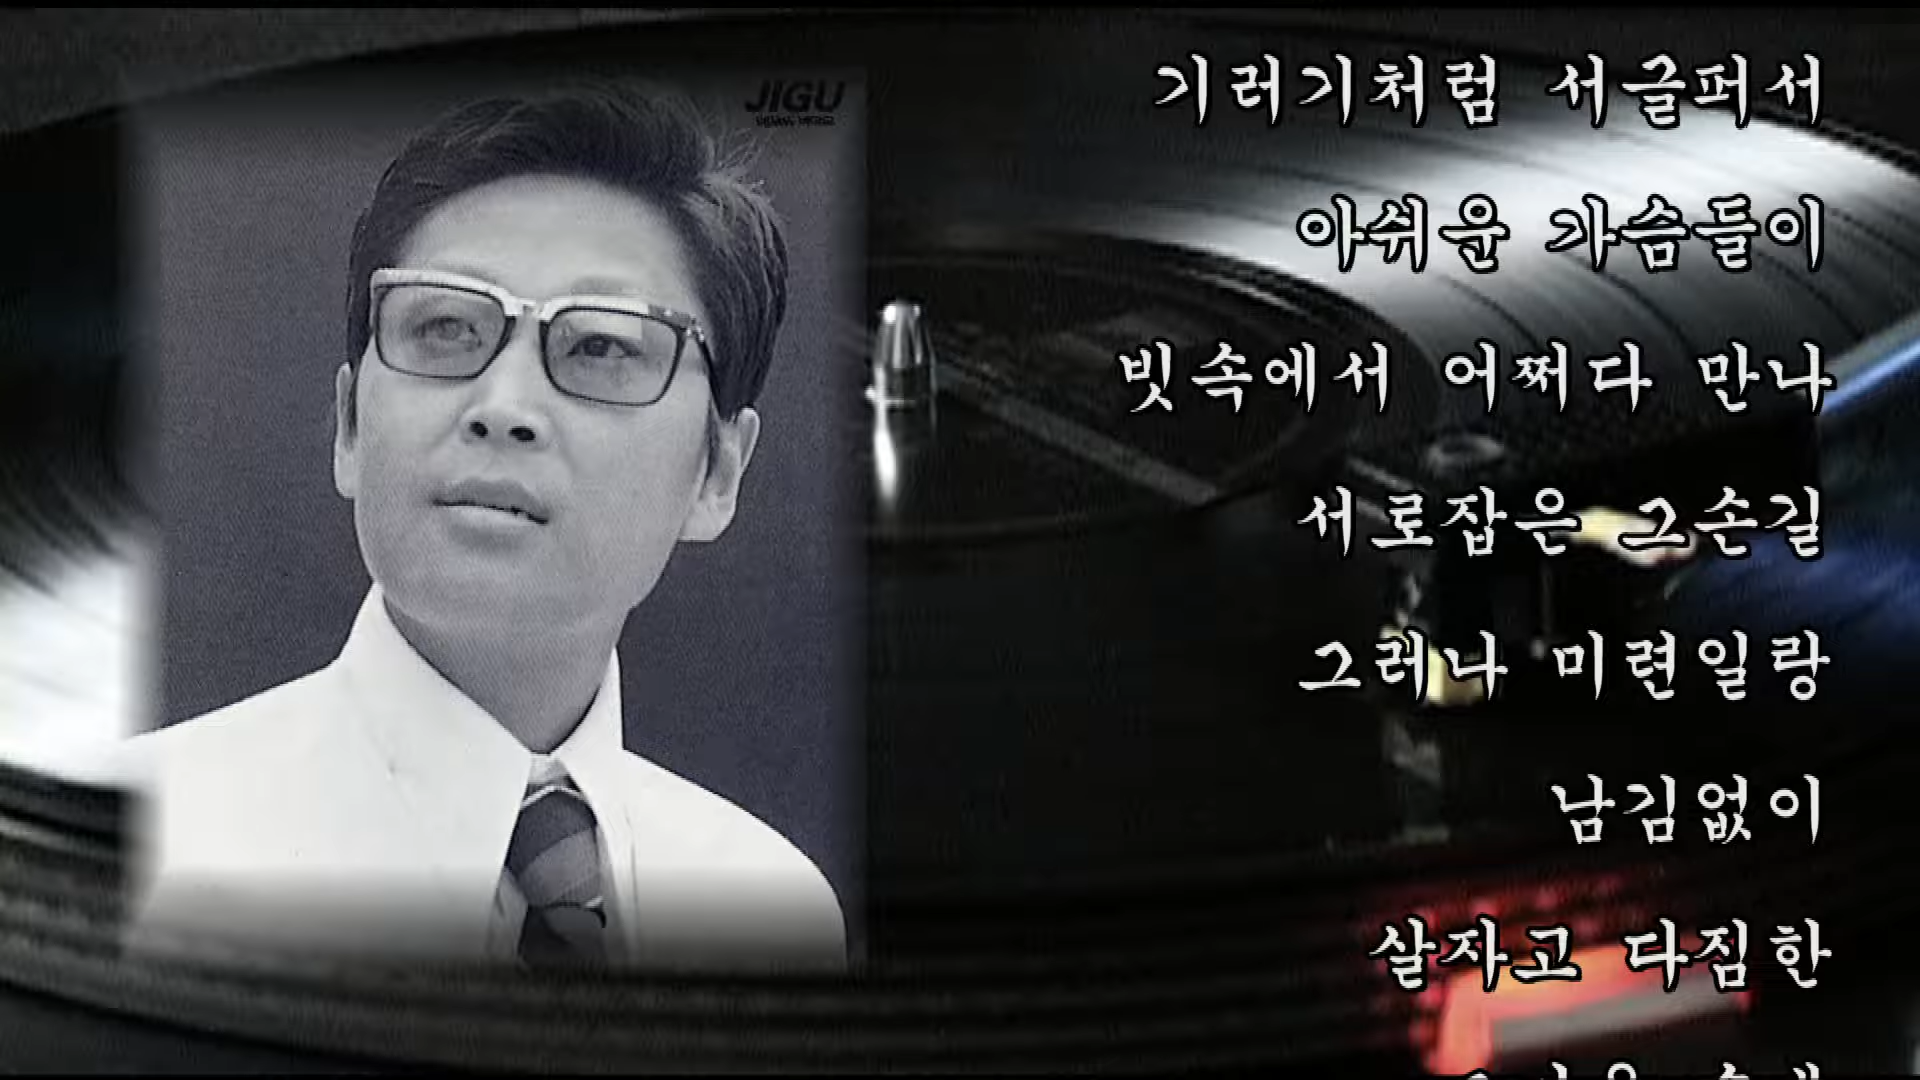 JIGU
기러기처럼 서글퍼서
아쉬운 가슴들이
빗속에서 어쩌다 만나
서로잡은 그손길
그러나 미련일랑
남김없이
살자고 다짐한